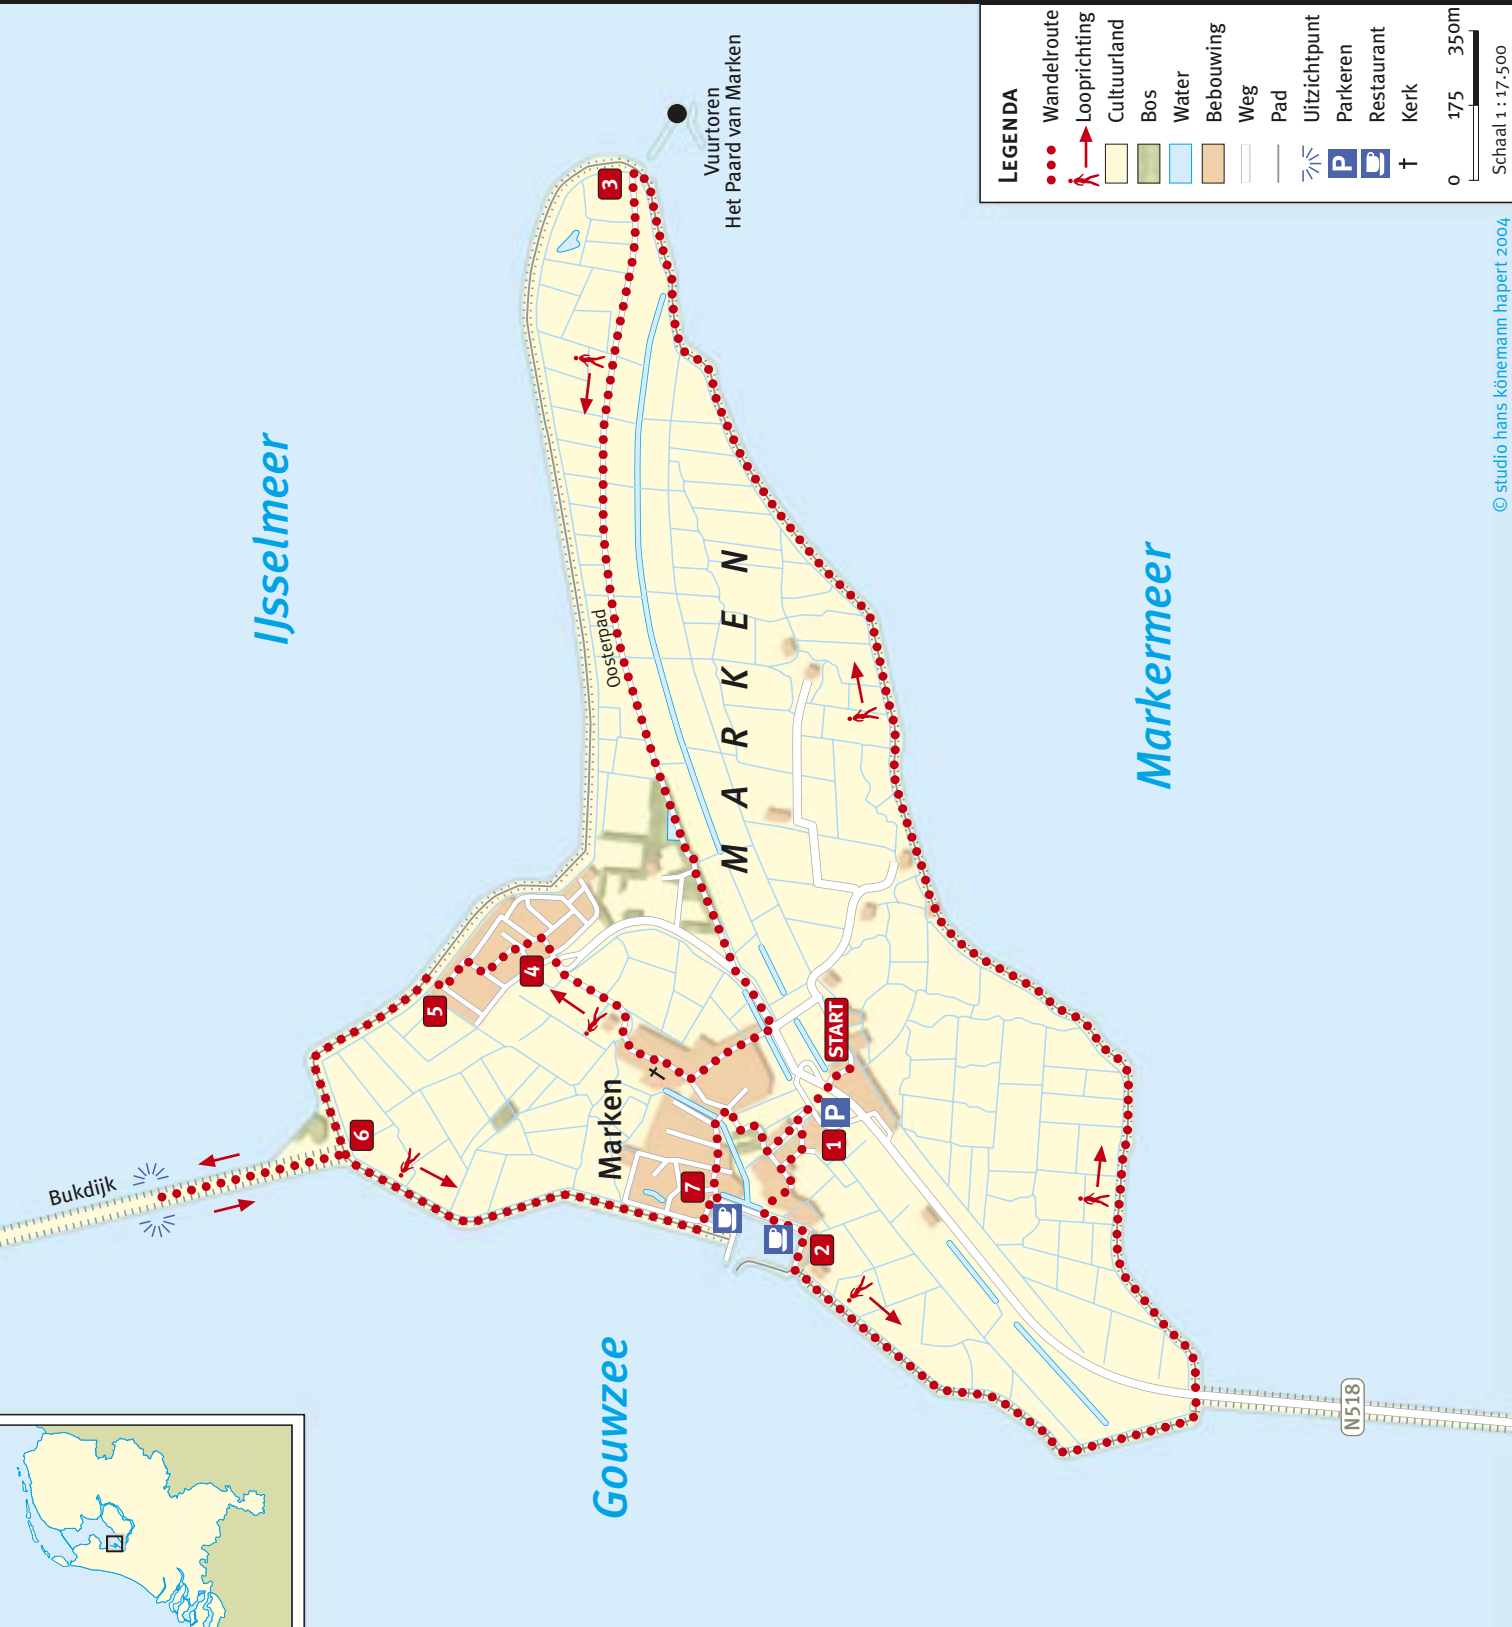 IJsselmeer
Vuurtoren
Het Paard van Marken
Oosterpad
MARKEN
Markermeer
Bukdijk
Marken
Gouwzee
START
P
1
2
3
4
5
6
7
N518
LEGENDA
Wandelroute
Looprichting
Cultuurland
Bos
Water
Bebouwing
Weg
Pad
Uitzichtpunt
P Parkeren
Restaurant
Kerk
0 175 350m
Schaal 1 : 17.500
© studio hans könemann hapert 2004